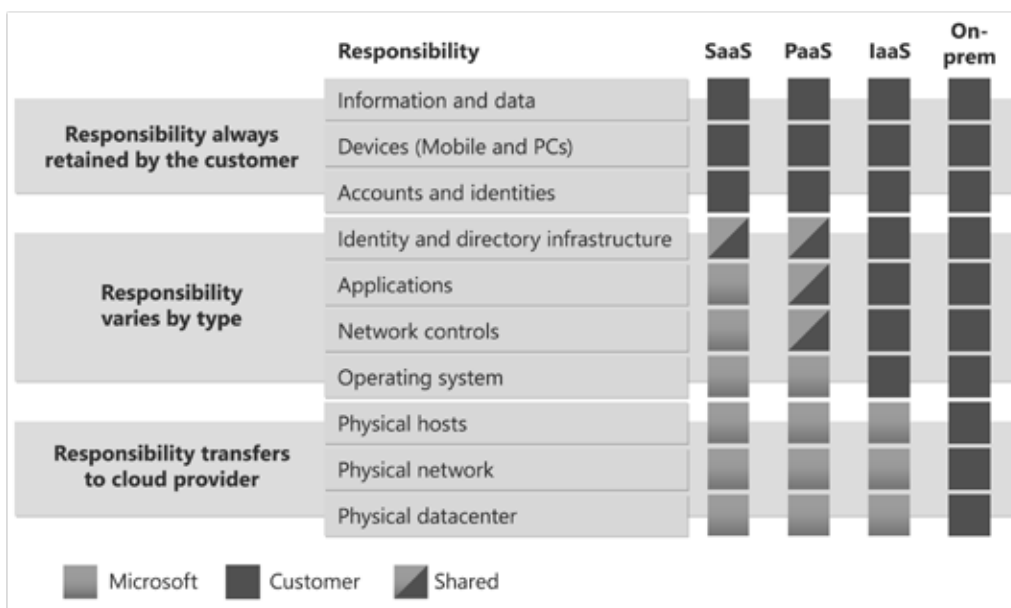 Responsibility SaaS PaaS IaaS On-
prem
Responsibility always
retained by the customer
Information and data
Devices (Mobile and PCs)
Accounts and identities
Responsibility
varies by type
Identity and directory infrastructure
Applications
Network controls
Operating system
Responsibility transfers
to cloud provider
Physical hosts
Physical network
Physical datacenter
Microsoft Customer Shared